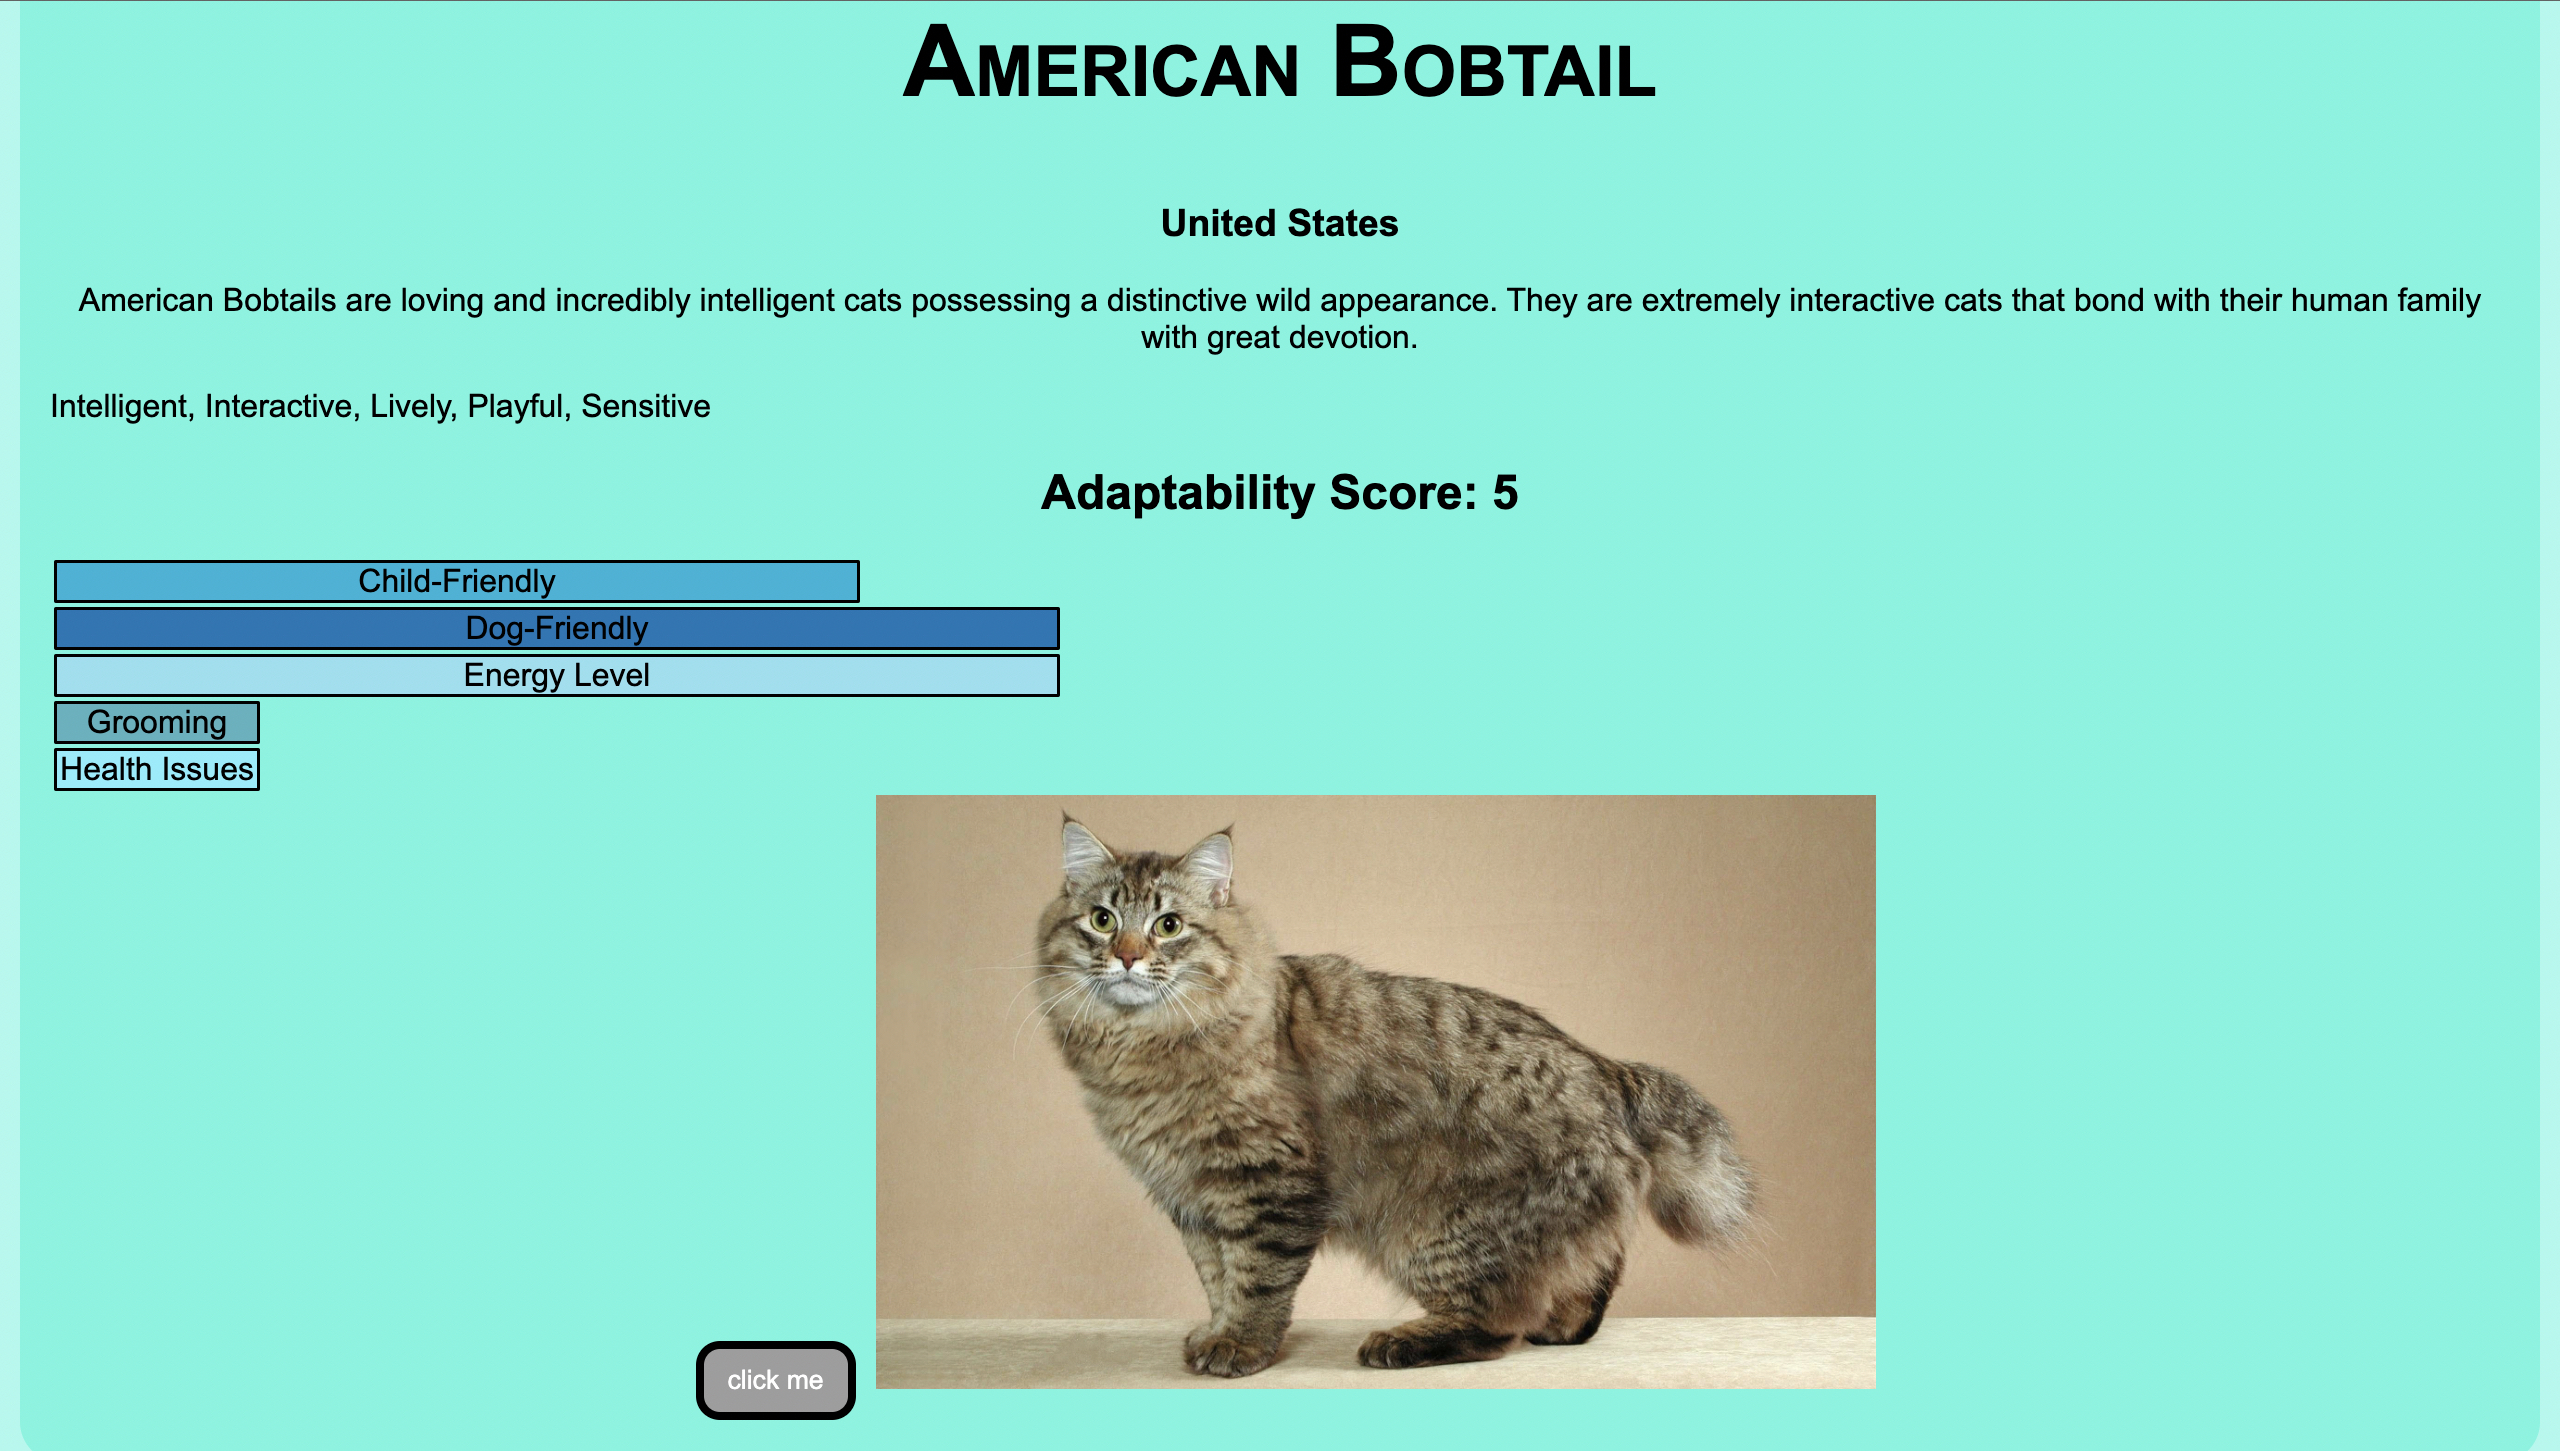 American Bobtail
United States
American Bobtails are loving and incredibly intelligent cats possessing a distinctive wild appearance. They are extremely interactive cats that bond with their human family
with great devotion.
Intelligent, Interactive, Lively, Playful, Sensitive
Adaptability Score: 5
Child-Friendly
Dog-Friendly
Energy Level
Grooming
Health Issues
click me